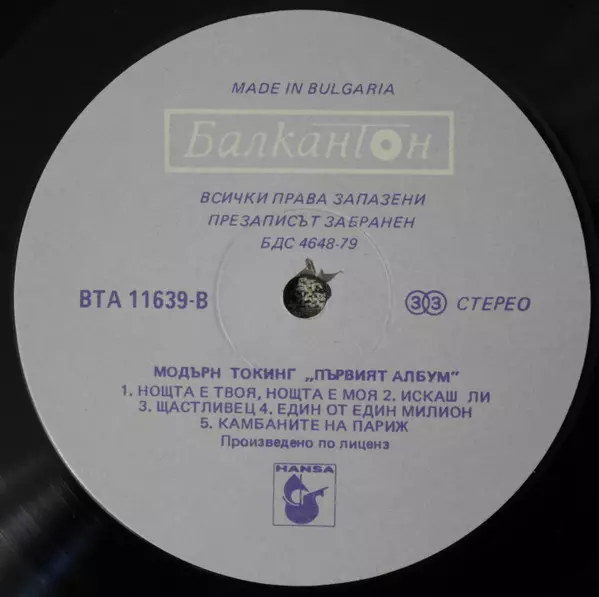 MADE IN BULGARIA
Балкантон
ВСИЧКИ ПРАВА ЗАПАЗЕНИ
ПРЕЗАПИСЪТ ЗАБРАНЕН
БДС 4648-79
ВТА 11639-В
33 СТЕРЕО
МОДЪРН ТОКИНГ „ПЪРВИЯТ АЛБУМ"
1. НОЩТА Е ТВОЯ, НОЩТА Е МОЯ 2. ИСКАШ ЛИ
3. ЩАСТЛИВЕЦ 4. ЕДИН ОТ ЕДИН МИЛИОН
5. КАМБАНИТЕ НА ПАРИЖ
Произведено по лиценз
HANSA